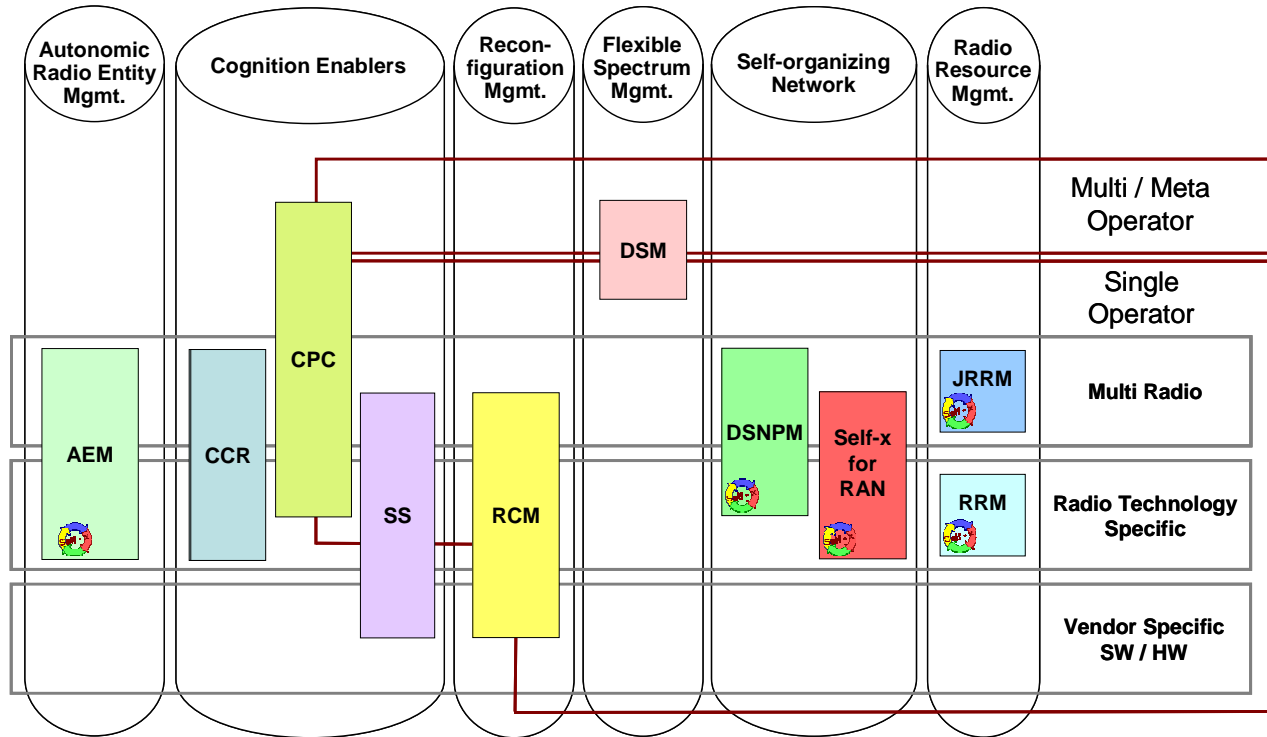 Autonomic
Radio Entity
Mgmt.
Cognition Enablers
Recon-
figuration
Mgmt.
Flexible
Spectrum
Mgmt.
Self-organizing
Network
Radio
Resource
Mgmt.
Multi / Meta
Operator
DSM
Single
Operator
CPC
JRRM
Multi Radio
AEM
CCR
DSNPM
Self-x
for
RAN
SS
RCM
RRM
Radio Technology
Specific
Vendor Specific
SW / HW